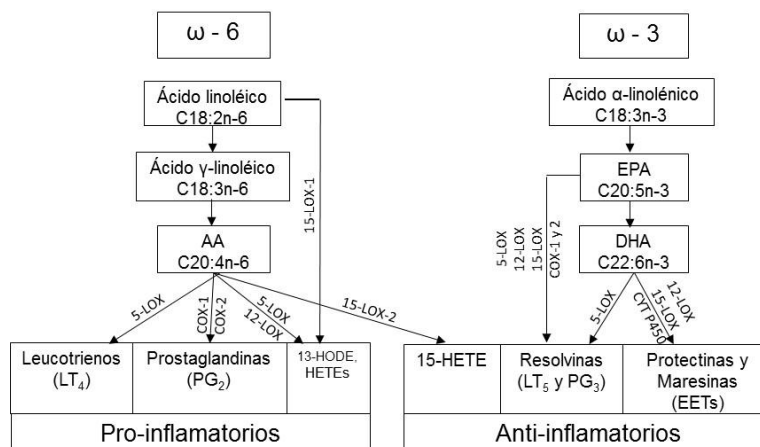 ω - 6
ω - 3
Ácido linoléico
C18:2n-6
Ácido α-linolénico
C18:3n-3
Ácido γ-linoléico
C18:3n-6
15-LOX-1
EPA
C20:5n-3
AA
C20:4n-6
5-LOX
12-LOX
15-LOX
COX-1 y 2
DHA
C22:6n-3
5-LOX
COX-1
COX-2
5-LOX
12-LOX
15-LOX-2
5-LOX
12-LOX
15-LOX
CYT P450
Leucotrienos
(LT4)
Prostaglandinas
(PG2)
13-HODE,
HETEs
15-HETE
Resolvinas
(LT5 y PG3)
Protectinas y
Maresinas
(EETs)
Pro-inflamatorios
Anti-inflamatorios